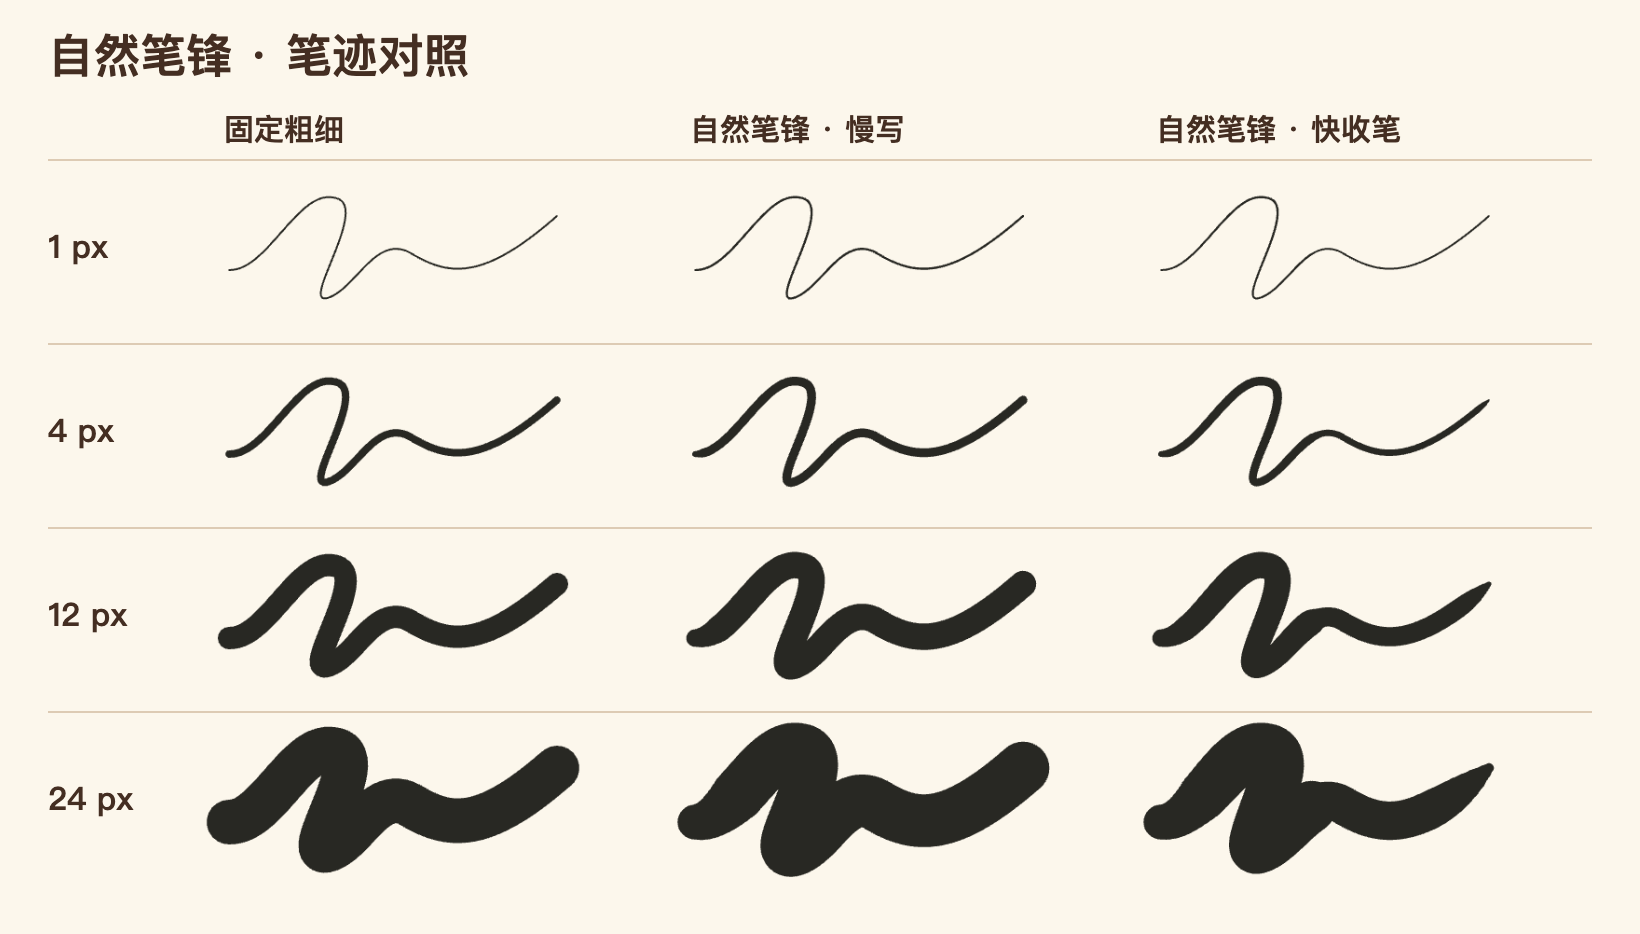 自然笔锋 · 笔迹对照
固定粗细 自然笔锋 · 慢写 自然笔锋 · 快收笔
1 px
4 px
12 px
24 px